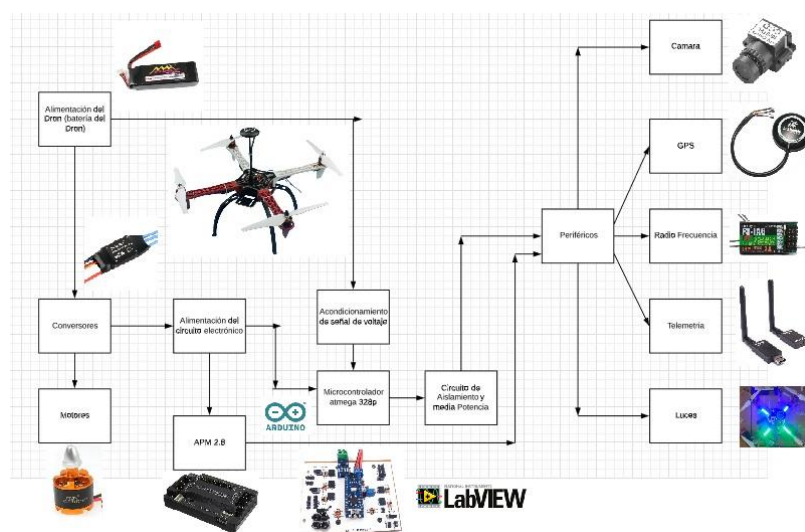 Alimentación del
Dron (batería del
Dron)
Conversores
Motores
Alimentación del
circuito electrónico
APM 2.8
ARDUINO
Acondicionamiento
de señal de voltaje
Microcontrolador
atmega 328p
Circuito de
Aislamiento y
media Potencia
LabVIEW
Periféricos
Camara
GPS
Radio Frecuencia
Telemetría
Luces